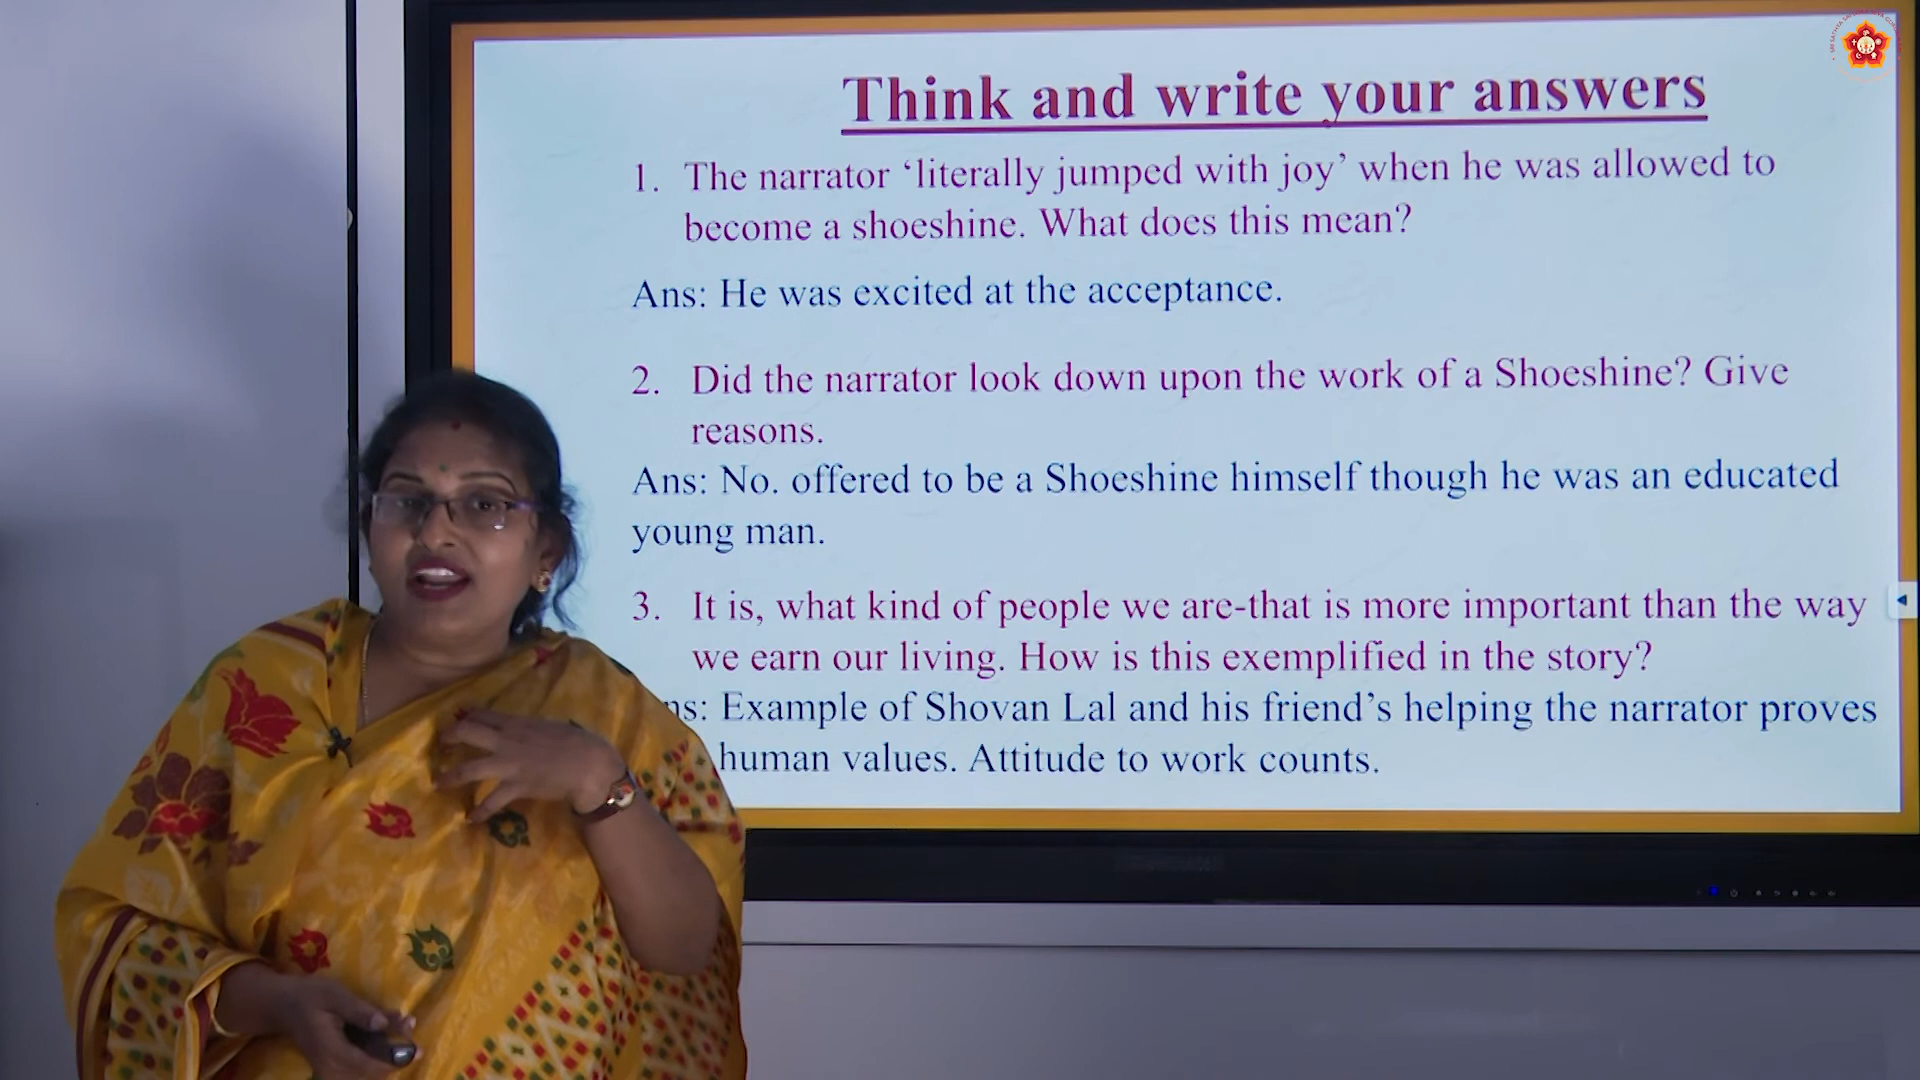 Think and write your answers
1. The narrator ‘literally jumped with joy’ when he was allowed to
become a shoeshine. What does this mean?
Ans: He was excited at the acceptance.
2. Did the narrator look down upon the work of a Shoeshine? Give
reasons.
Ans: No. offered to be a Shoeshine himself though he was an educated
young man.
3. It is, what kind of people we are-that is more important than the way
we earn our living. How is this exemplified in the story?
ns: Example of Shovan Lal and his friend’s helping the narrator proves
human values. Attitude to work counts.